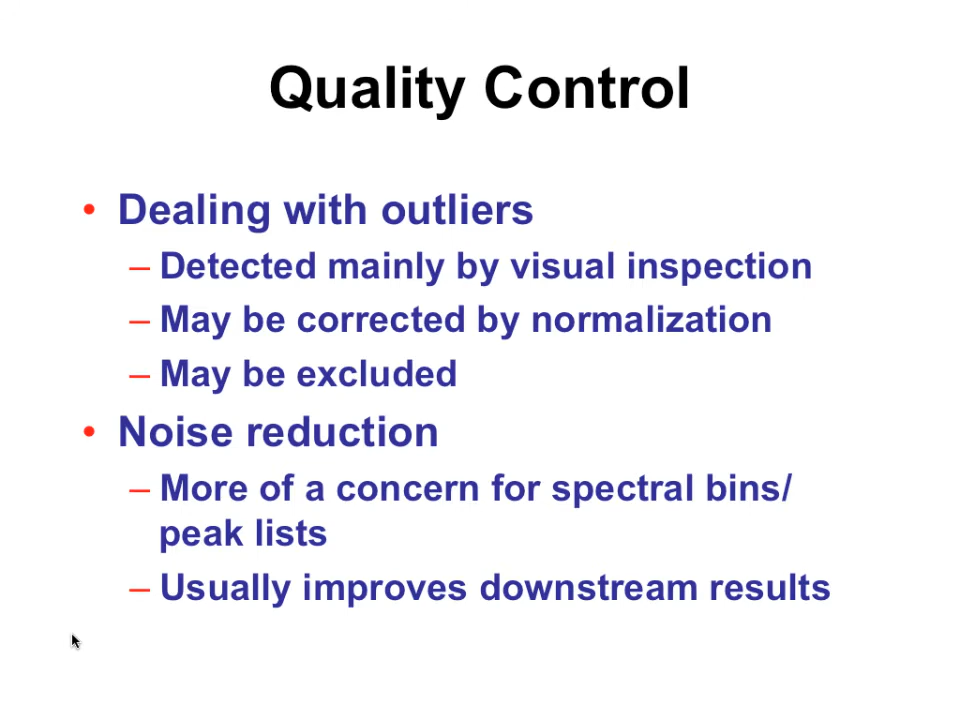 Quality Control
• Dealing with outliers
– Detected mainly by visual inspection
– May be corrected by normalization
– May be excluded
• Noise reduction
– More of a concern for spectral bins/
peak lists
– Usually improves downstream results